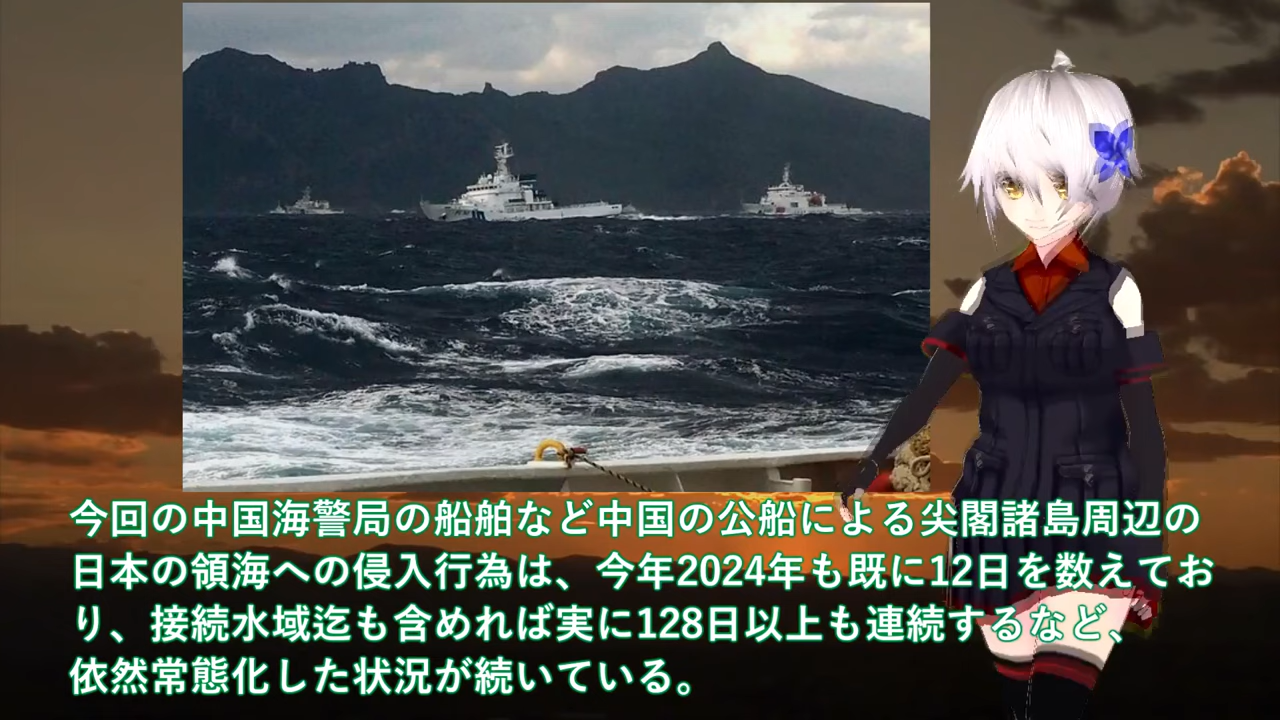 今回の中国海警局の船舶など中国の公船による尖閣諸島周辺の
日本の領海への侵入行為は、今年2024年も既に12日を数えてお
り、接続水域迄も含めれば実に128日以上も連続するなど、
依然常態化した状況が続いている。